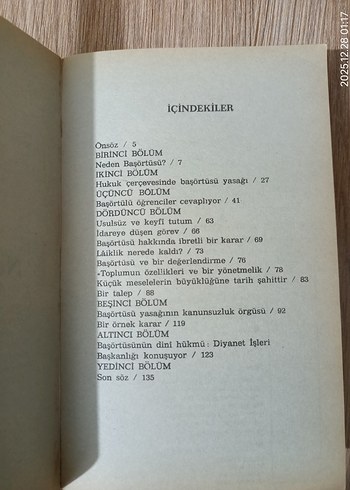 2025.12.28 01:17
İÇİNDEKİLER
Önsöz / 5
BİRİNCİ BÖLÜM
Neden Başörtüsü? / 7
İKİNCİ BÖLÜM
Hukuk çerçevesinde başörtüsü yasağı / 27
ÜÇÜNCÜ BÖLÜM
Başörtülü öğrenciler cevaplıyor / 41
DÖRDÜNCÜ BÖLÜM
Usulsüz ve keyfî tutum / 63
İdareye düşen görev / 66
Başörtüsü hakkında ibretli bir karar / 69
Lâiklik nerede kaldı? / 73
Başörtüsü ve bir değerlendirme / 76
«Toplumun özellikleri ve bir yönetmelik / 78
Küçük meselelerin büyüklüğüne tarih şahittir / 83
Bir talep / 88
BEŞİNCİ BÖLÜM
Başörtüsü yasağının kanunsuzluk örgüsü / 92
Bir örnek karar / 119
ALTINCI BÖLÜM
Başörtüsünün dinî hükmü : Diyanet İşleri
Başkanlığı konuşuyor / 123
YEDİNCİ BÖLÜM
Son söz / 135